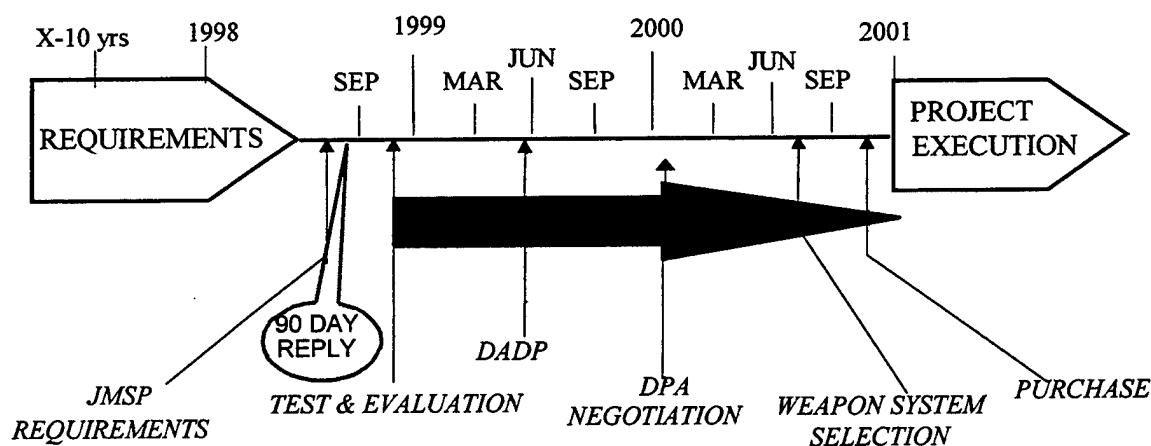 X-10 yrs 1998 1999 2000 2001
SEP MAR JUN SEP MAR JUN SEP
REQUIREMENTS
PROJECT
EXECUTION
90 DAY
REPLY
JMSP
REQUIREMENTS
TEST & EVALUATION
DADP
DPA
NEGOTIATION
WEAPON SYSTEM
SELECTION
PURCHASE